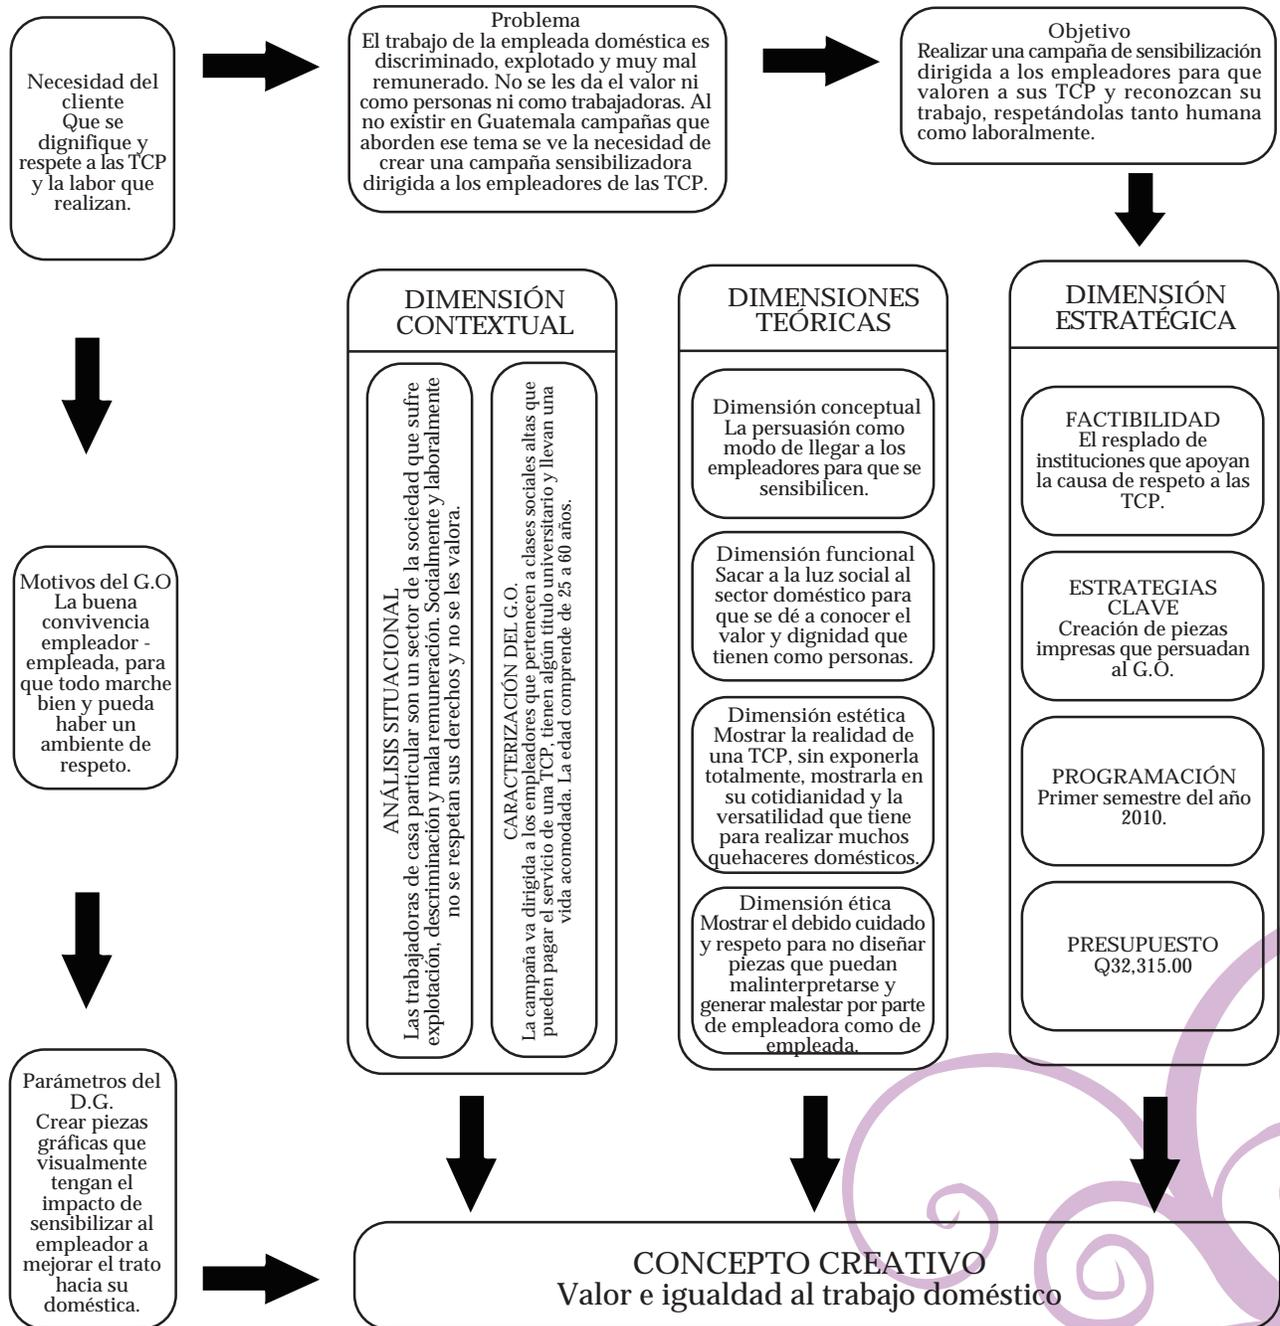 Necesidad del
cliente
Que se
dignifique y
respete a las TCP
y la labor que
realizan.
Problema
El trabajo de la empleada doméstica es
discriminado, explotado y muy mal
remunerado. No se les da el valor ni
como personas ni como trabajadoras. Al
no existir en Guatemala campañas que
aborden ese tema se ve la necesidad de
crear una campaña sensibilizadora
dirigida a los empleadores de las TCP.
Objetivo
Realizar una campaña de sensibilización
dirigida a los empleadores para que
valoren a sus TCP y reconozcan su
trabajo, respetándolas tanto humana
como laboralmente.
Motivos del G.O
La buena
convivencia
empleador -
empleada, para
que todo marche
bien y pueda
haber un
ambiente de
respeto.
Parámetros del
D.G.
Crear piezas
gráficas que
visualmente
tengan el
impacto de
sensibilizar al
empleador a
mejorar el trato
hacia su
doméstica.
DIMENSIÓN
CONTEXTUAL
ANÁLISIS SITUACIONAL
Las trabajadoras de casa particular son un sector de la sociedad que sufre
explotación, descriminación y mala remuneración. Socialmente y laboralmente
no se respetan sus derechos y no se les valora.
CARACTERIZACIÓN DEL G.O.
La campaña va dirigida a los empleadores que pertenecen a clases sociales altas que
pueden pagar el servicio de una TCP, tienen algún título universitario y llevan una
vida acomodada. La edad comprende de 25 a 60 años.
DIMENSIONES
TEÓRICAS
Dimensión conceptual
La persuasión como
modo de llegar a los
empleadores para que se
sensibilicen.
Dimensión funcional
Sacar a la luz social al
sector doméstico para
que se dé a conocer el
valor y dignidad que
tienen como personas.
Dimensión estética
Mostrar la realidad de
una TCP, sin exponerla
totalmente, mostrarla en
su cotidianidad y la
versatilidad que tiene
para realizar muchos
quehaceres domésticos.
Dimensión ética
Mostrar el debido cuidado
y respeto para no diseñar
piezas que puedan
malinterpretarse y
generar malestar por parte
de empleadora como de
empleada.
DIMENSIÓN
ESTRATÉGICA
FACTIBILIDAD
El resplado de
instituciones que apoyan
la causa de respeto a las
TCP.
ESTRATEGIAS
CLAVE
Creación de piezas
impresas que persuadan
al G.O.
PROGRAMACIÓN
Primer semestre del año
2010.
PRESUPUESTO
Q32,315.00
CONCEPTO CREATIVO
Valor e igualdad al trabajo doméstico